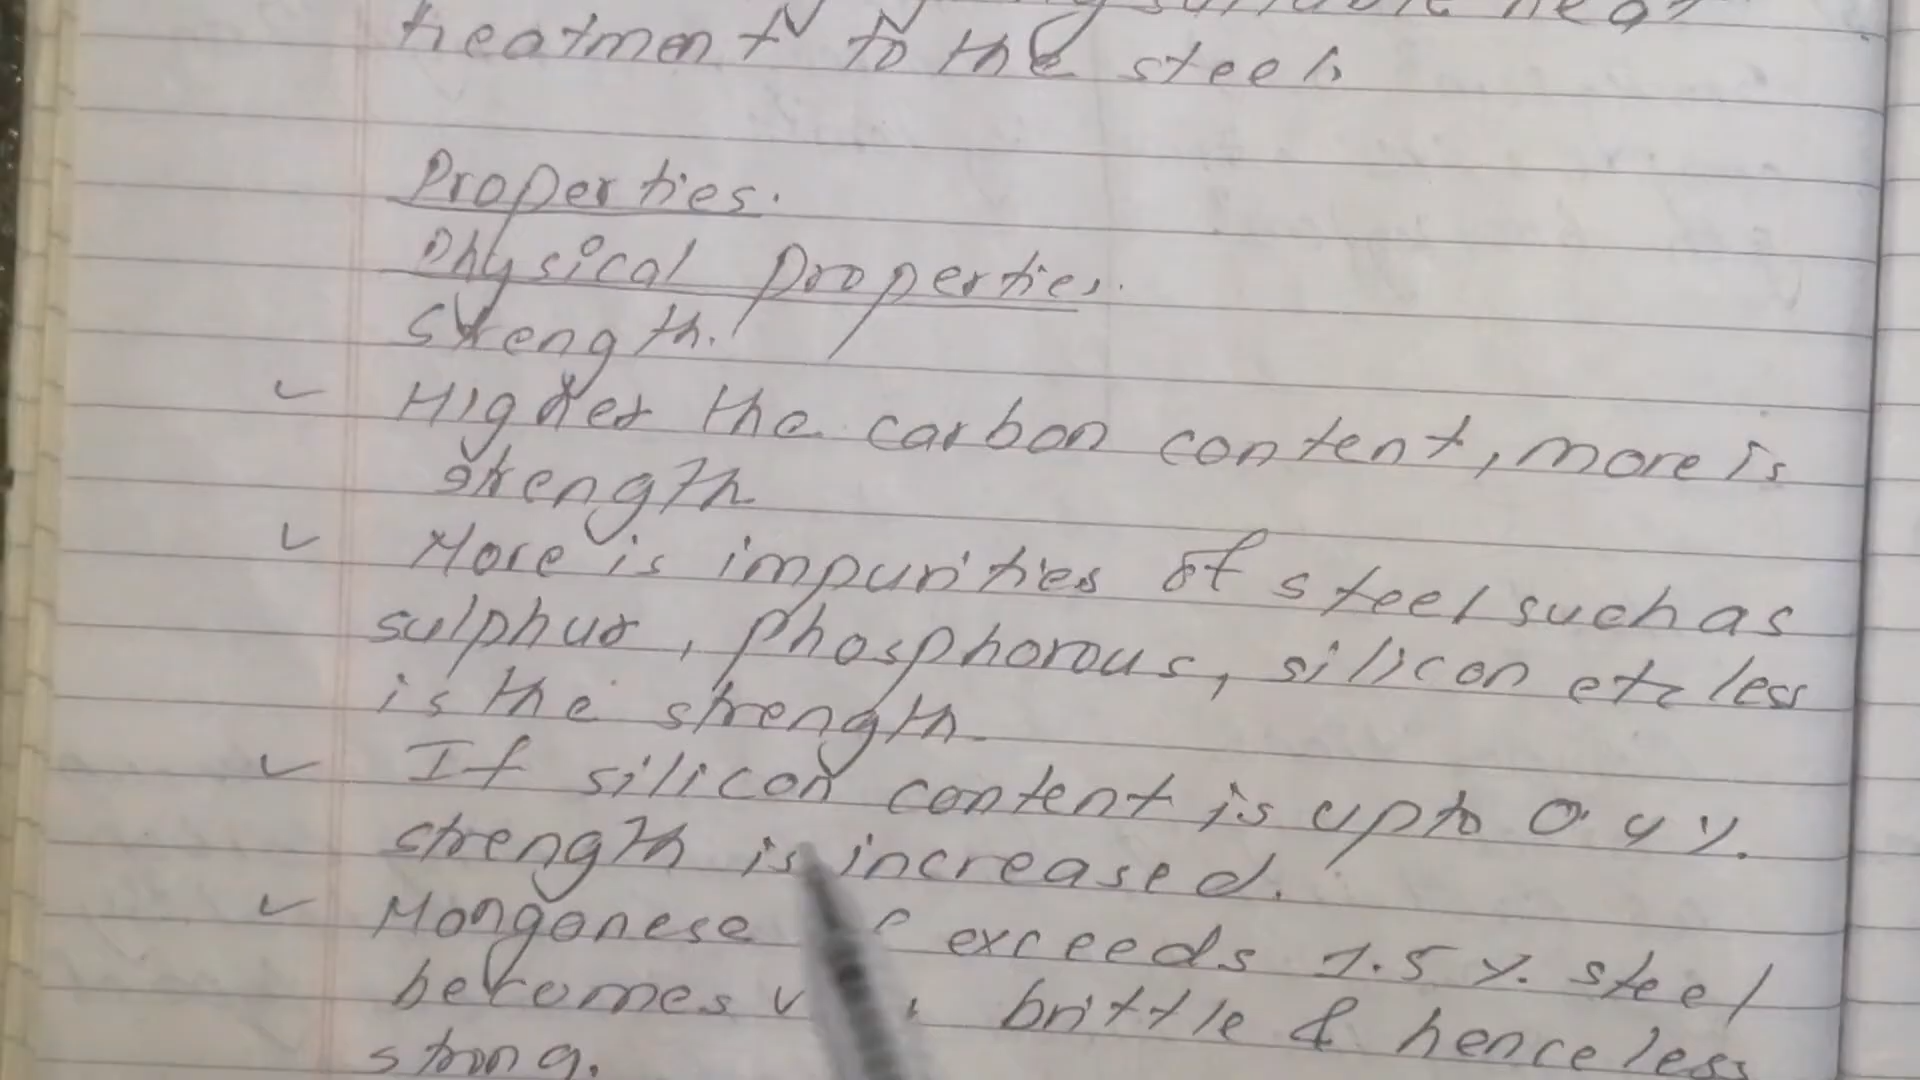 treatment to the steel.
Properties.
Physical properties.
Strength.
Higher the carbon content, more is
strength
More is impurities of steel such as
sulphur, phosphorous, silicon etc less
is the strength
If silicon content is upto 0.4%.
strength is increased.
Manganese exceeds 1.5% steel
becomes brittle & hence less
strong.